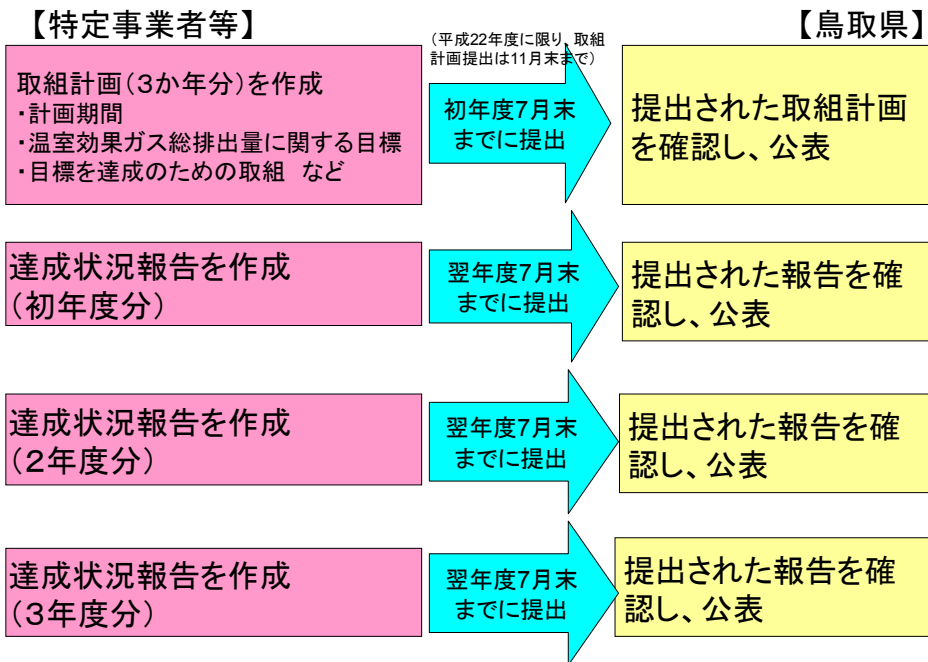 【特定事業者等】
【鳥取県】
(平成22年度に限り、取組
計画提出は11月末まで)
取組計画(3か年分)を作成
・計画期間
・温室効果ガス総排出量に関する目標
・目標を達成のための取組 など
初年度7月末
までに提出
提出された取組計画
を確認し、公表
達成状況報告を作成
(初年度分)
翌年度7月末
までに提出
提出された報告を確
認し、公表
達成状況報告を作成
(2年度分)
翌年度7月末
までに提出
提出された報告を確
認し、公表
達成状況報告を作成
(3年度分)
翌年度7月末
までに提出
提出された報告を確
認し、公表